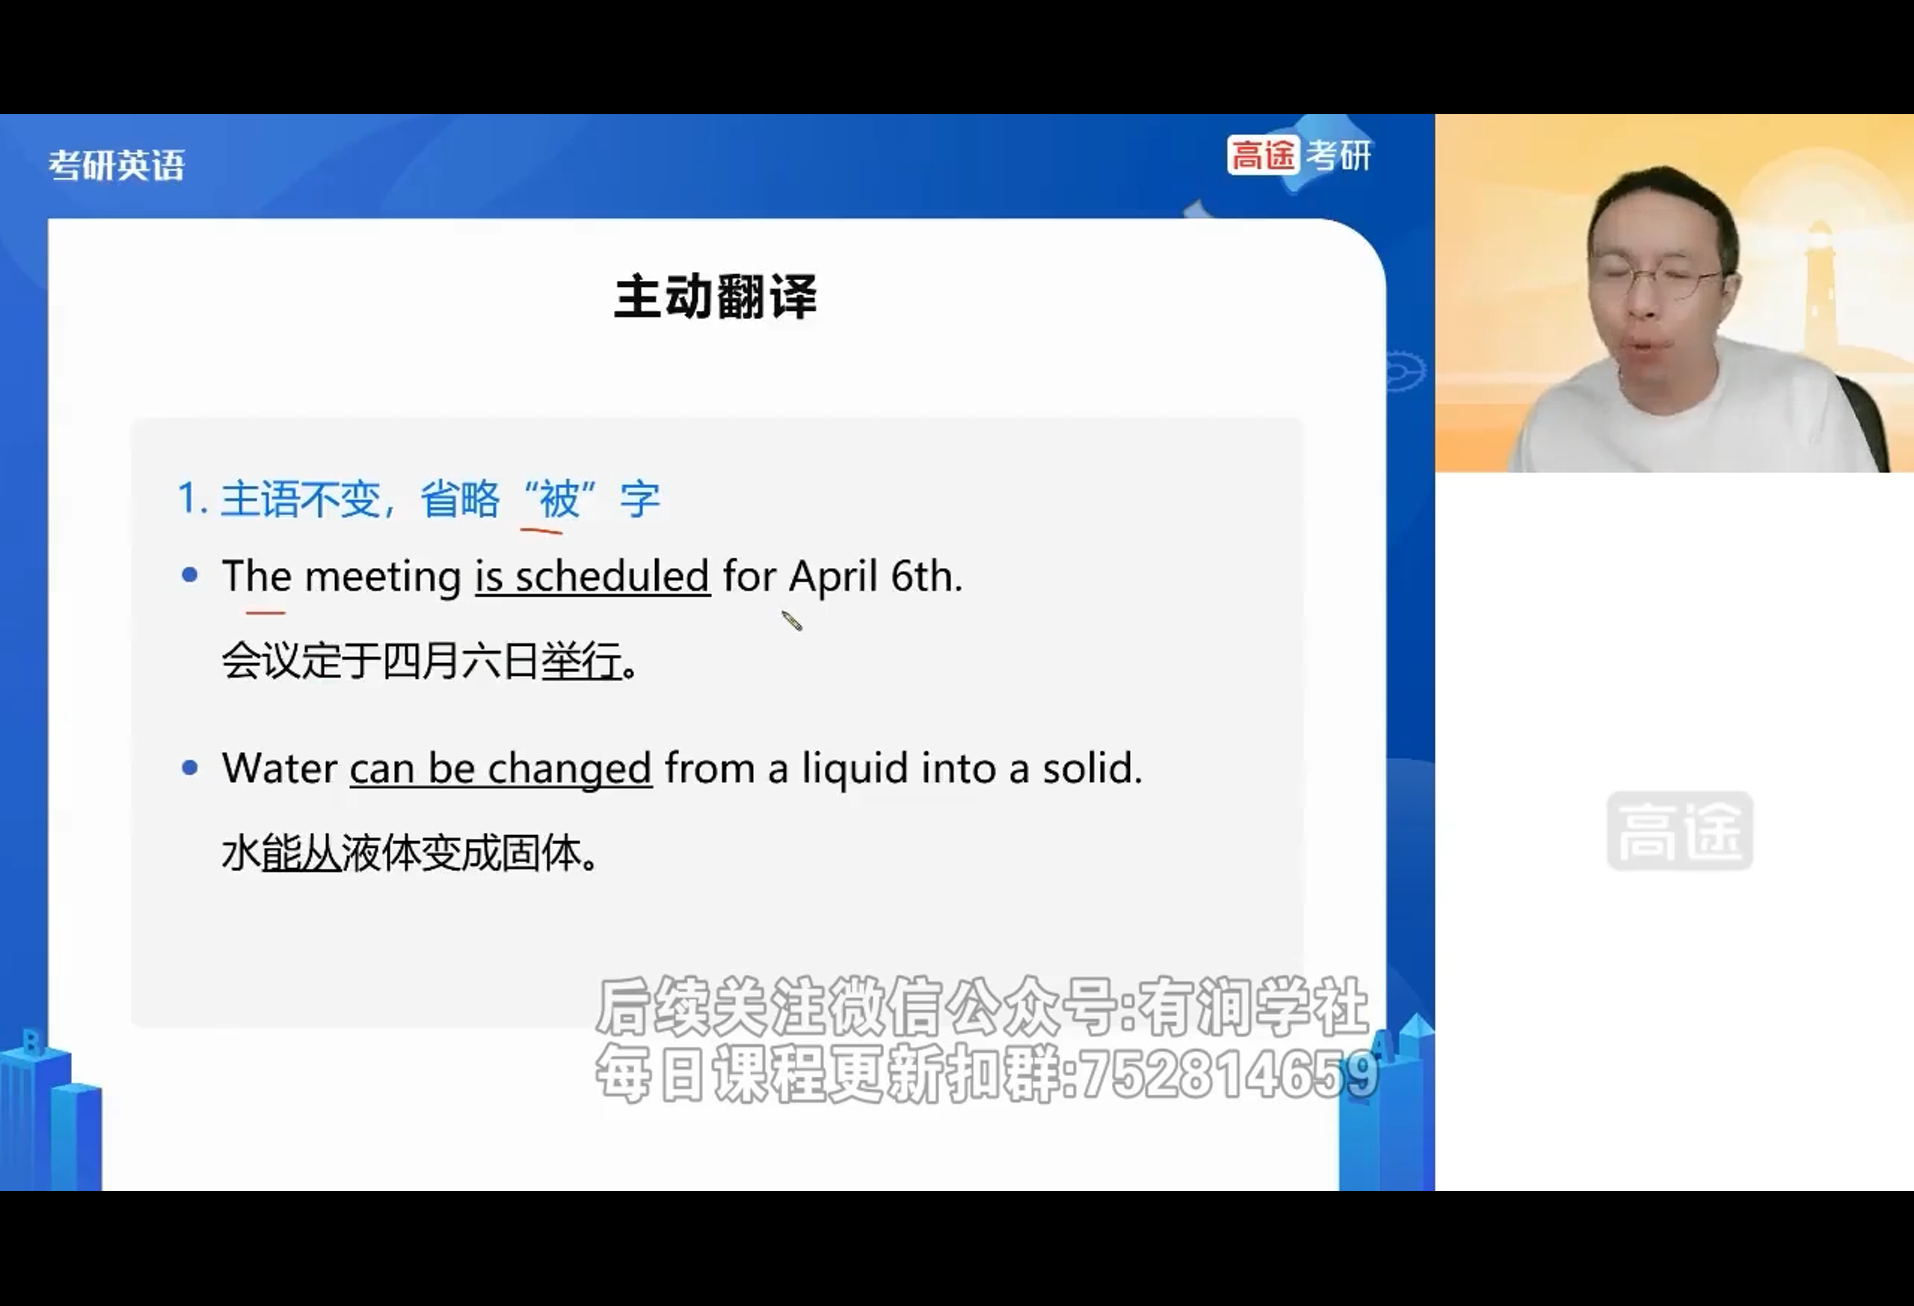 考研英语
高途考研
主动翻译
1. 主语不变，省略“被”字
The meeting is scheduled for April 6th.
会议定于四月六日举行。
Water can be changed from a liquid into a solid.
水能从液体变成固体。
高途
后续关注微信公众号:有润学社
每日课程更新扣群:752814659
B
A